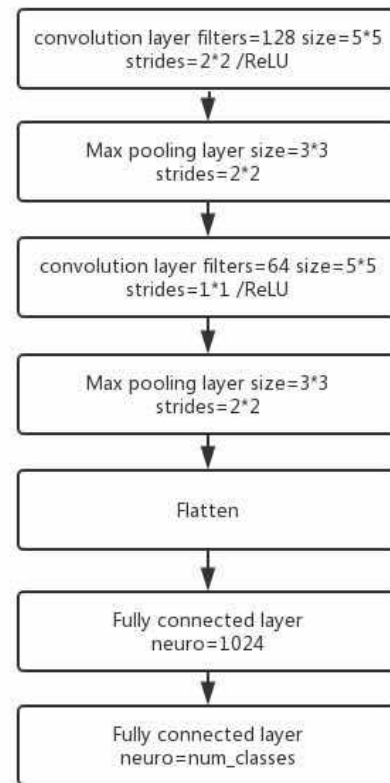 convolution layer filters=128 size=5*5
strides=2*2 /ReLU
Max pooling layer size=3*3
strides=2*2
convolution layer filters=64 size=5*5
strides=1*1 /ReLU
Max pooling layer size=3*3
strides=2*2
Flatten
Fully connected layer
neuro=1024
Fully connected layer
neuro=num_classes